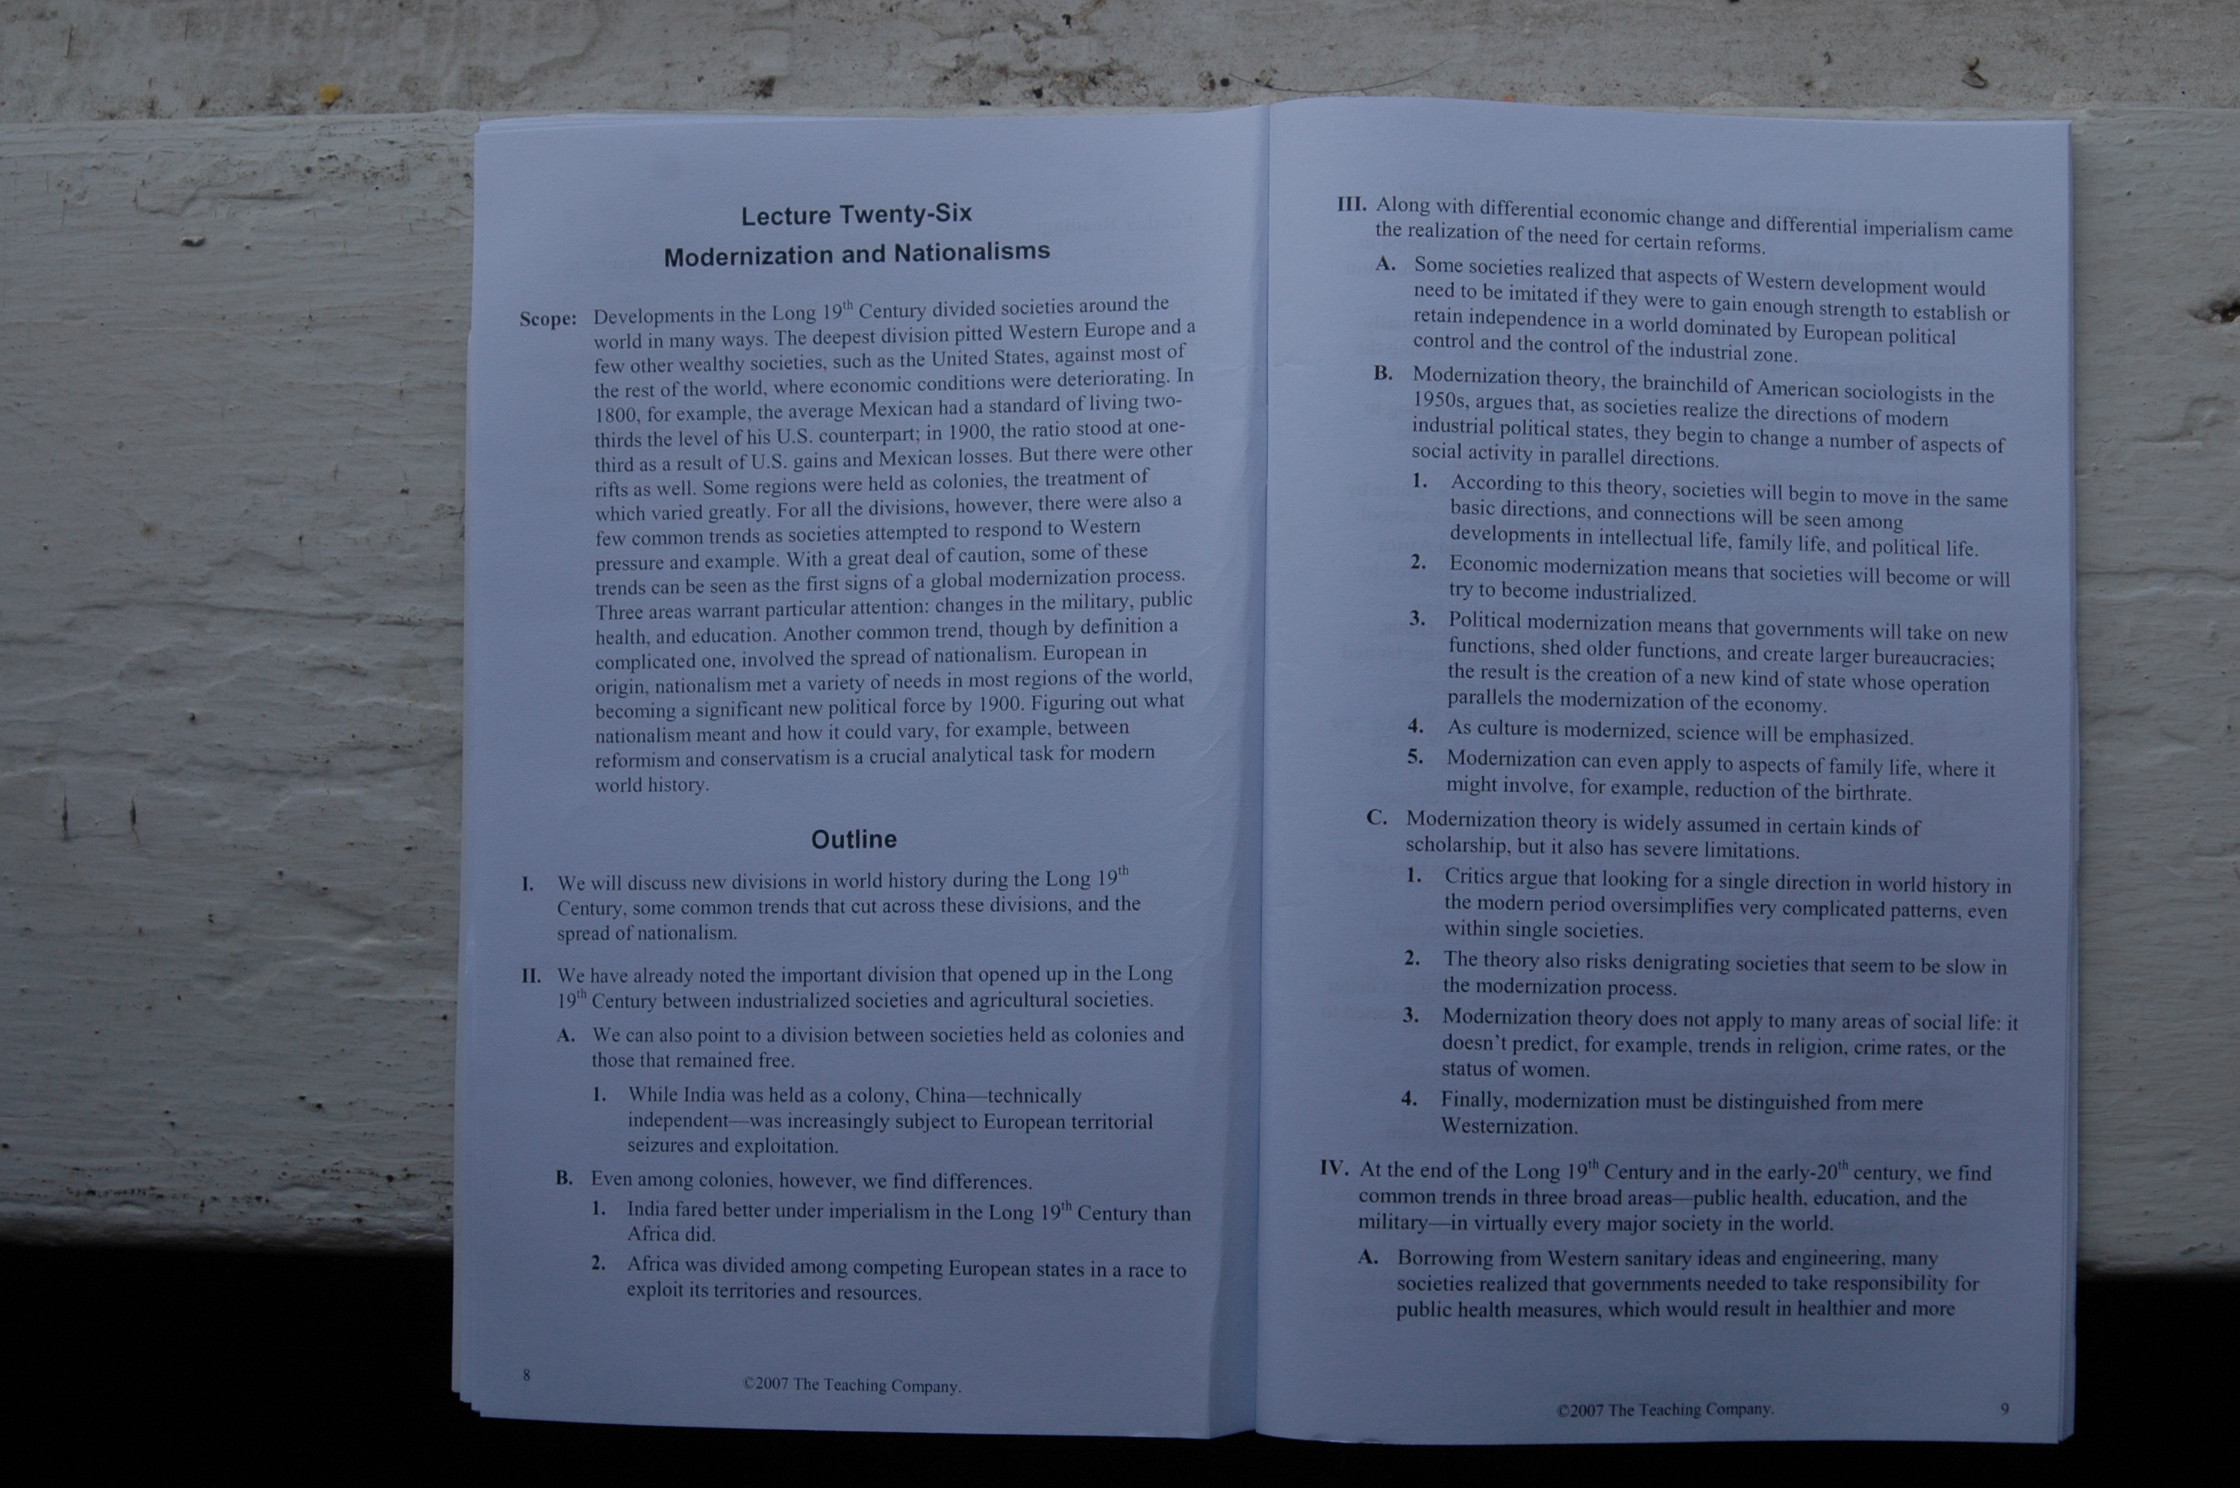 Lecture Twenty-Six
Modernization and Nationalisms
Scope: Developments in the Long 19th Century divided societies around the
world in many ways. The deepest division pitted Western Europe and a
few other wealthy societies, such as the United States, against most of
the rest of the world, where economic conditions were deteriorating. In
1800, for example, the average Mexican had a standard of living two-
thirds the level of his U.S. counterpart; in 1900, the ratio stood at one-
third as a result of U.S. gains and Mexican losses. But there were other
rifts as well. Some regions were held as colonies, the treatment of
which varied greatly. For all the divisions, however, there were also a
few common trends as societies attempted to respond to Western
pressure and example. With a great deal of caution, some of these
trends can be seen as the first signs of a global modernization process.
Three areas warrant particular attention: changes in the military, public
health, and education. Another common trend, though by definition a
complicated one, involved the spread of nationalism. European in
origin, nationalism met a variety of needs in most regions of the world,
becoming a significant new political force by 1900. Figuring out what
nationalism meant and how it could vary, for example, between
reformism and conservatism is a crucial analytical task for modern
world history.
Outline
I. We will discuss new divisions in world history during the Long 19th
Century, some common trends that cut across these divisions, and the
spread of nationalism.
II. We have already noted the important division that opened up in the Long
19th Century between industrialized societies and agricultural societies.
A. We can also point to a division between societies held as colonies and
those that remained free.
1. While India was held as a colony, China—technically
independent—was increasingly subject to European territorial
seizures and exploitation.
B. Even among colonies, however, we find differences.
1. India fared better under imperialism in the Long 19th Century than
Africa did.
2. Africa was divided among competing European states in a race to
exploit its territories and resources.
8
©2007 The Teaching Company.
III. Along with differential economic change and differential imperialism came
the realization of the need for certain reforms.
A. Some societies realized that aspects of Western development would
need to be imitated if they were to gain enough strength to establish or
retain independence in a world dominated by European political
control and the control of the industrial zone.
B. Modernization theory, the brainchild of American sociologists in the
1950s, argues that, as societies realize the directions of modern
industrial political states, they begin to change a number of aspects of
social activity in parallel directions.
1. According to this theory, societies will begin to move in the same
basic directions, and connections will be seen among
developments in intellectual life, family life, and political life.
2. Economic modernization means that societies will become or will
try to become industrialized.
3. Political modernization means that governments will take on new
functions, shed older functions, and create larger bureaucracies;
the result is the creation of a new kind of state whose operation
parallels the modernization of the economy.
4. As culture is modernized, science will be emphasized.
5. Modernization can even apply to aspects of family life, where it
might involve, for example, reduction of the birthrate.
C. Modernization theory is widely assumed in certain kinds of
scholarship, but it also has severe limitations.
1. Critics argue that looking for a single direction in world history in
the modern period oversimplifies very complicated patterns, even
within single societies.
2. The theory also risks denigrating societies that seem to be slow in
the modernization process.
3. Modernization theory does not apply to many areas of social life: it
doesn't predict, for example, trends in religion, crime rates, or the
status of women.
4. Finally, modernization must be distinguished from mere
Westernization.
IV. At the end of the Long 19th Century and in the early-20th century, we find
common trends in three broad areas—public health, education, and the
military—in virtually every major society in the world.
A. Borrowing from Western sanitary ideas and engineering, many
societies realized that governments needed to take responsibility for
public health measures, which would result in healthier and more
©2007 The Teaching Company.
9